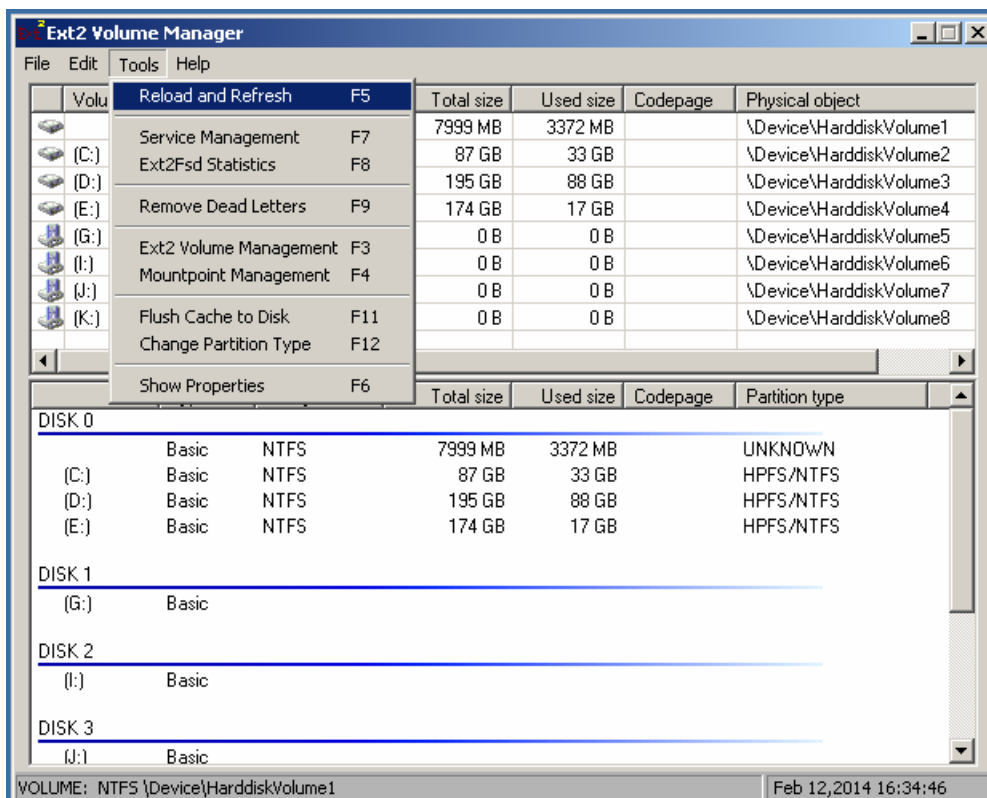 Ext2 Volume Manager
File Edit Tools Help
Volu Total size Used size Codepage Physical object
Reload and Refresh F5
Service Management F7
Ext2Fsd Statistics F8
Remove Dead Letters F9
Ext2 Volume Management F3
Mountpoint Management F4
Flush Cache to Disk F11
Change Partition Type F12
Show Properties F6
7999 MB 3372 MB \Device\HarddiskVolume1
(C:) 87 GB 33 GB \Device\HarddiskVolume2
(D:) 195 GB 88 GB \Device\HarddiskVolume3
(E:) 174 GB 17 GB \Device\HarddiskVolume4
(G:) 0 B 0 B \Device\HarddiskVolume5
(I:) 0 B 0 B \Device\HarddiskVolume6
(J:) 0 B 0 B \Device\HarddiskVolume7
(K:) 0 B 0 B \Device\HarddiskVolume8
Total size Used size Codepage Partition type
DISK 0
Basic NTFS 7999 MB 3372 MB UNKNOWN
(C:) Basic NTFS 87 GB 33 GB HPFS/NTFS
(D:) Basic NTFS 195 GB 88 GB HPFS/NTFS
(E:) Basic NTFS 174 GB 17 GB HPFS/NTFS
DISK 1
(G:) Basic
DISK 2
(I:) Basic
DISK 3
(J:) Basic
VOLUME: NTFS \Device\HarddiskVolume1 Feb 12,2014 16:34:46